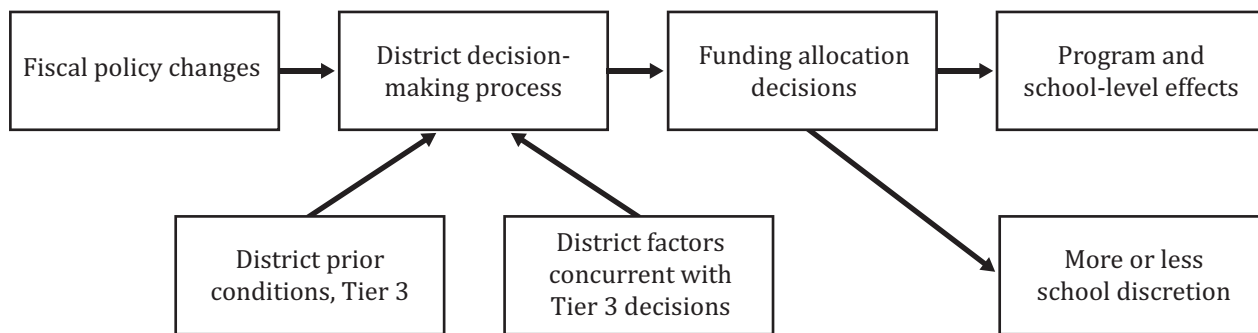 Fiscal policy changes
District decision-
making process
Funding allocation
decisions
Program and
school-level effects
District prior
conditions, Tier 3
District factors
concurrent with
Tier 3 decisions
More or less
school discretion